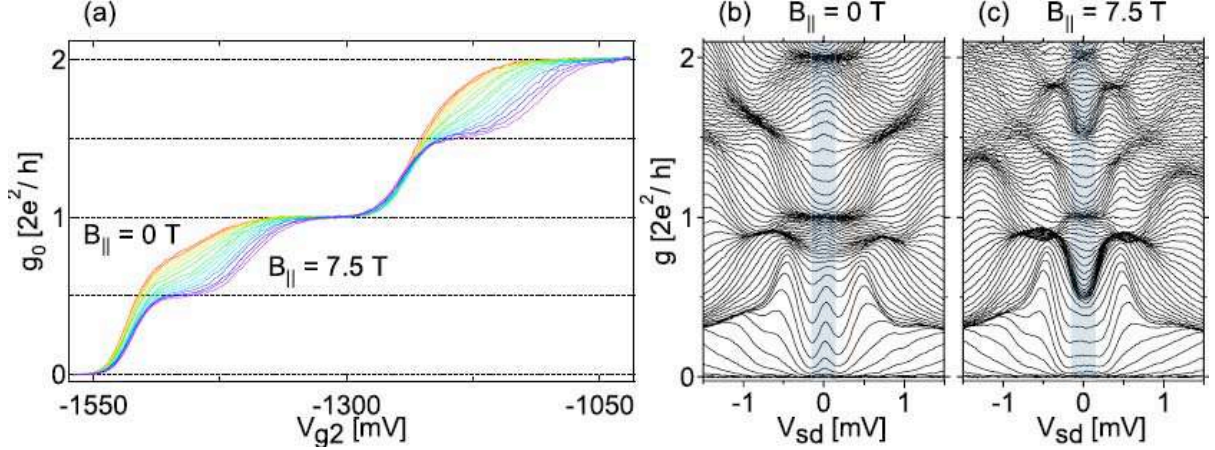 (a)
g₀ [2e²/ h]
2
1
0
B|| = 0 T
B|| = 7.5 T
-1550
-1300
-1050
Vg2 [mV]
(b)
B|| = 0 T
g [2e²/ h]
2
1
0
-1
0
1
Vsd [mV]
(c)
B|| = 7.5 T
-1
0
1
Vsd [mV]